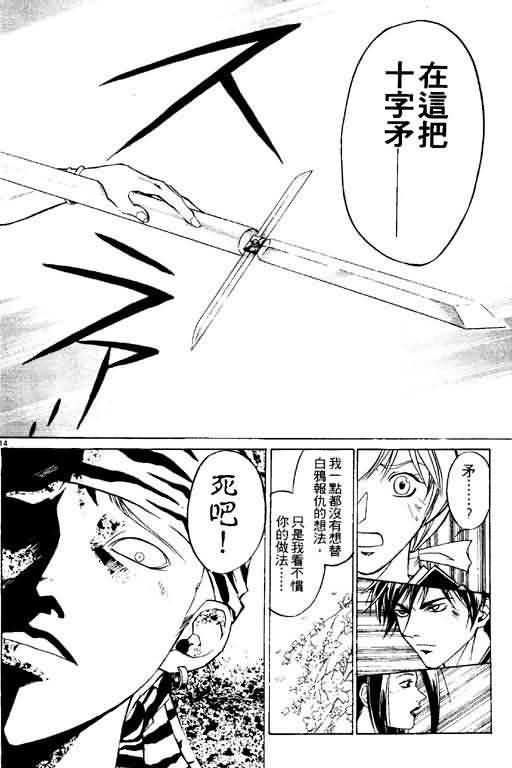 在這把
十字矛——
スッ
14
矛……？
我一點都沒有想替
白鴉報仇的想法，
只是我看不慣
你的做法……
死吧！